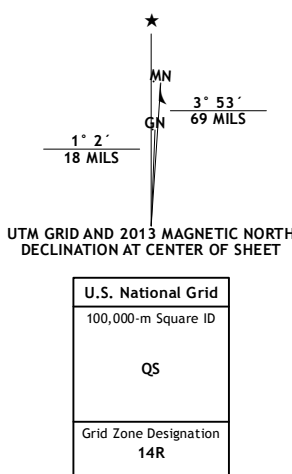 ★
MN
3° 53´
69 MILS
GN
1° 2´
18 MILS
UTM GRID AND 2013 MAGNETIC NORTH
DECLINATION AT CENTER OF SHEET
U.S. National Grid
100,000-m Square ID
QS
Grid Zone Designation
14R